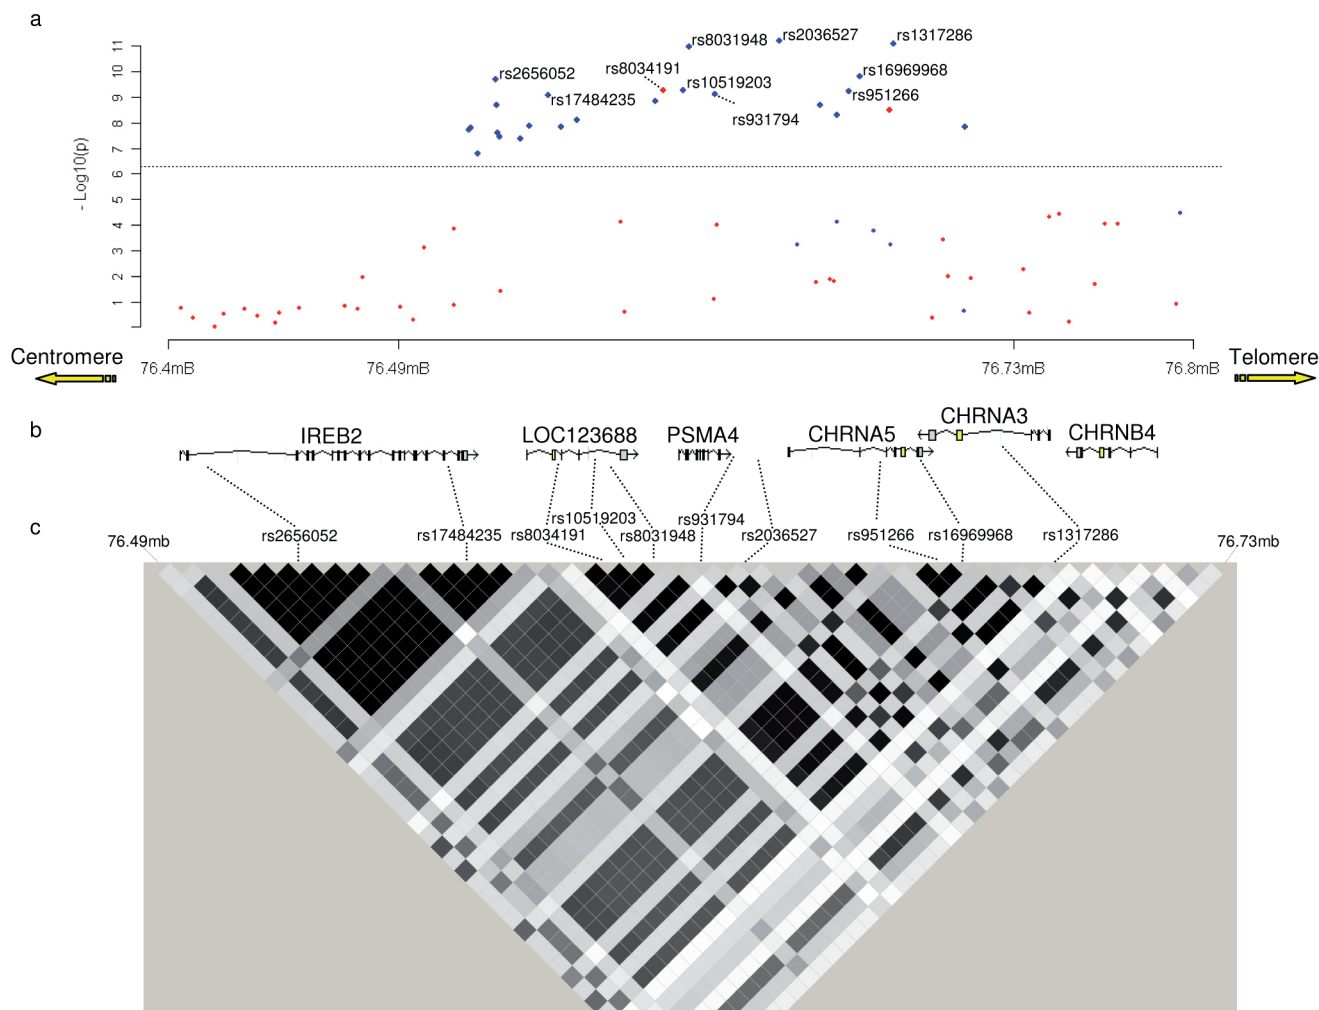 a
11
10
9
8
7
6
5
4
3
2
1
- Log10(p)
rs8031948
rs2036527
rs1317286
rs2656052
rs8034191
rs10519203
rs16969968
rs17484235
rs931794
rs951266
Centromere
Telomere
76.4mB
76.49mB
76.73mB
76.8mB
b
IREB2
LOC123688
PSMA4
CHRNA5
CHRNA3
CHRNB4
c
76.49mb
rs2656052
rs17484235
rs8034191
rs10519203
rs8031948
rs931794
rs2036527
rs951266
rs16969968
rs1317286
76.73mb